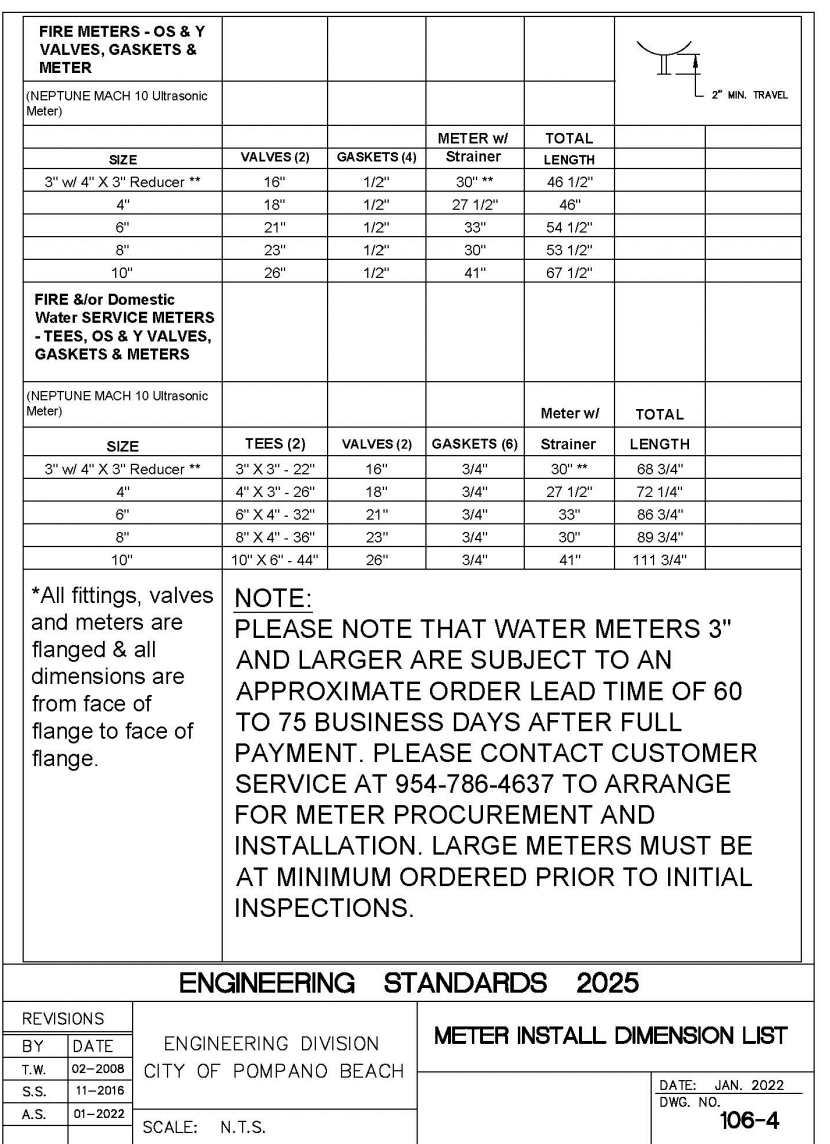 FIRE METERS - OS & Y
VALVES, GASKETS &
METER
2" MIN. TRAVEL
(NEPTUNE MACH 10 Ultrasonic
Meter)
METER w/ TOTAL
SIZE VALVES (2) GASKETS (4) Strainer LENGTH
3" w/ 4" X 3" Reducer ** 16" 1/2" 30" ** 46 1/2"
4" 18" 1/2" 27 1/2" 46"
6" 21" 1/2" 33" 54 1/2"
8" 23" 1/2" 30" 53 1/2"
10" 26" 1/2" 41" 67 1/2"
FIRE &/or Domestic
Water SERVICE METERS
- TEES, OS & Y VALVES,
GASKETS & METERS
(NEPTUNE MACH 10 Ultrasonic
Meter) Meter w/ TOTAL
SIZE TEES (2) VALVES (2) GASKETS (6) Strainer LENGTH
3" w/ 4" X 3" Reducer ** 3" X 3" - 22" 16" 3/4" 30" ** 68 3/4"
4" 4" X 3" - 26" 18" 3/4" 27 1/2" 72 1/4"
6" 6" X 4" - 32" 21" 3/4" 33" 86 3/4"
8" 8" X 4" - 36" 23" 3/4" 30" 89 3/4"
10" 10" X 6" - 44" 26" 3/4" 41" 111 3/4"
*All fittings, valves
and meters are
flanged & all
dimensions are
from face of
flange to face of
flange.
NOTE:
PLEASE NOTE THAT WATER METERS 3"
AND LARGER ARE SUBJECT TO AN
APPROXIMATE ORDER LEAD TIME OF 60
TO 75 BUSINESS DAYS AFTER FULL
PAYMENT. PLEASE CONTACT CUSTOMER
SERVICE AT 954-786-4637 TO ARRANGE
FOR METER PROCUREMENT AND
INSTALLATION. LARGE METERS MUST BE
AT MINIMUM ORDERED PRIOR TO INITIAL
INSPECTIONS.
ENGINEERING STANDARDS 2025
REVISIONS
BY DATE
T.W. 02-2008
S.S. 11-2016
A.S. 01-2022
ENGINEERING DIVISION
CITY OF POMPANO BEACH
SCALE: N.T.S.
METER INSTALL DIMENSION LIST
DATE: JAN. 2022
DWG. NO.
106-4